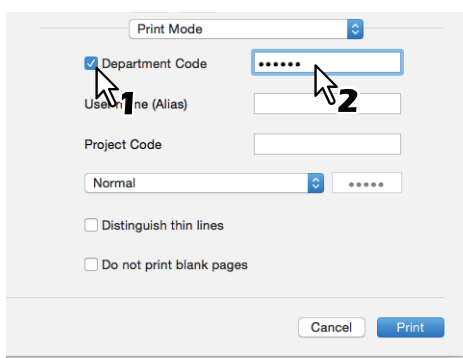 Print Mode
Department Code ••••••
1
2
User Name (Alias)
Project Code
Normal •••••
Distinguish thin lines
Do not print blank pages
Cancel Print